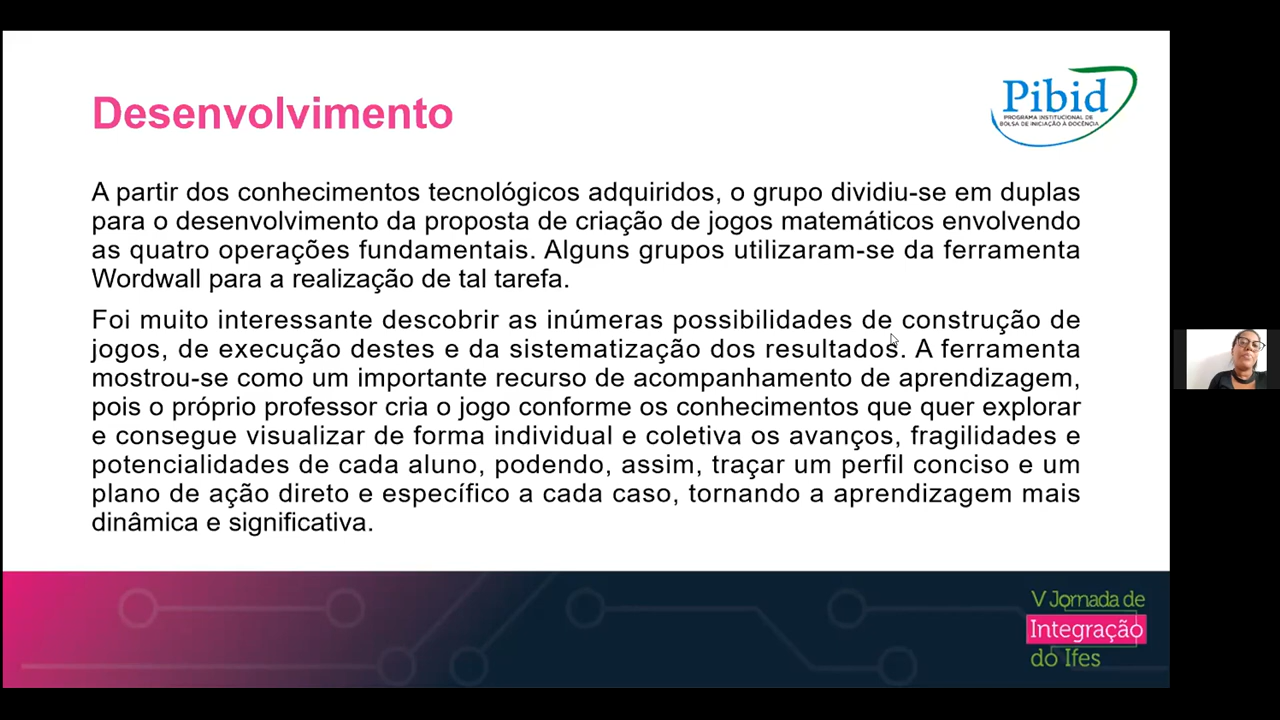 Desenvolvimento
Pibid
PROGRAMA INSTITUCIONAL DE
BOLSA DE INICIAÇÃO À DOCÊNCIA
A partir dos conhecimentos tecnológicos adquiridos, o grupo dividiu-se em duplas
para o desenvolvimento da proposta de criação de jogos matemáticos envolvendo
as quatro operações fundamentais. Alguns grupos utilizaram-se da ferramenta
Wordwall para a realização de tal tarefa.
Foi muito interessante descobrir as inúmeras possibilidades de construção de
jogos, de execução destes e da sistematização dos resultados. A ferramenta
mostrou-se como um importante recurso de acompanhamento de aprendizagem,
pois o próprio professor cria o jogo conforme os conhecimentos que quer explorar
e consegue visualizar de forma individual e coletiva os avanços, fragilidades e
potencialidades de cada aluno, podendo, assim, traçar um perfil conciso e um
plano de ação direto e específico a cada caso, tornando a aprendizagem mais
dinâmica e significativa.
V Jornada de
Integração
do Ifes